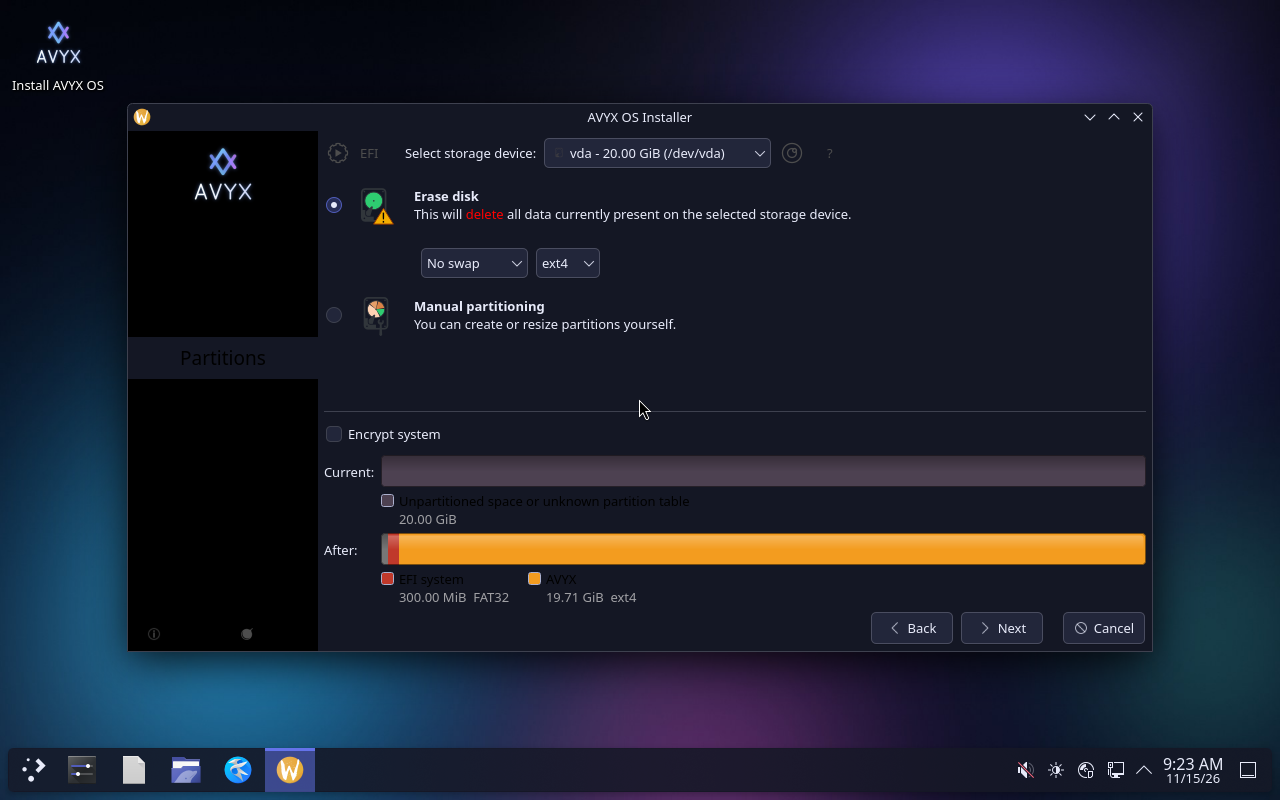 AVYX
Install AVYX OS
AVYX OS Installer
AVYX
EFI
Select storage device:
vda - 20.00 GiB (/dev/vda)
?
Erase disk
This will delete all data currently present on the selected storage device.
No swap
ext4
Manual partitioning
You can create or resize partitions yourself.
Partitions
Encrypt system
Current:
Unpartitioned space or unknown partition table
20.00 GiB
After:
EFI system
300.00 MiB FAT32
AVYX
19.71 GiB ext4
Back
Next
Cancel
9:23 AM
11/15/26